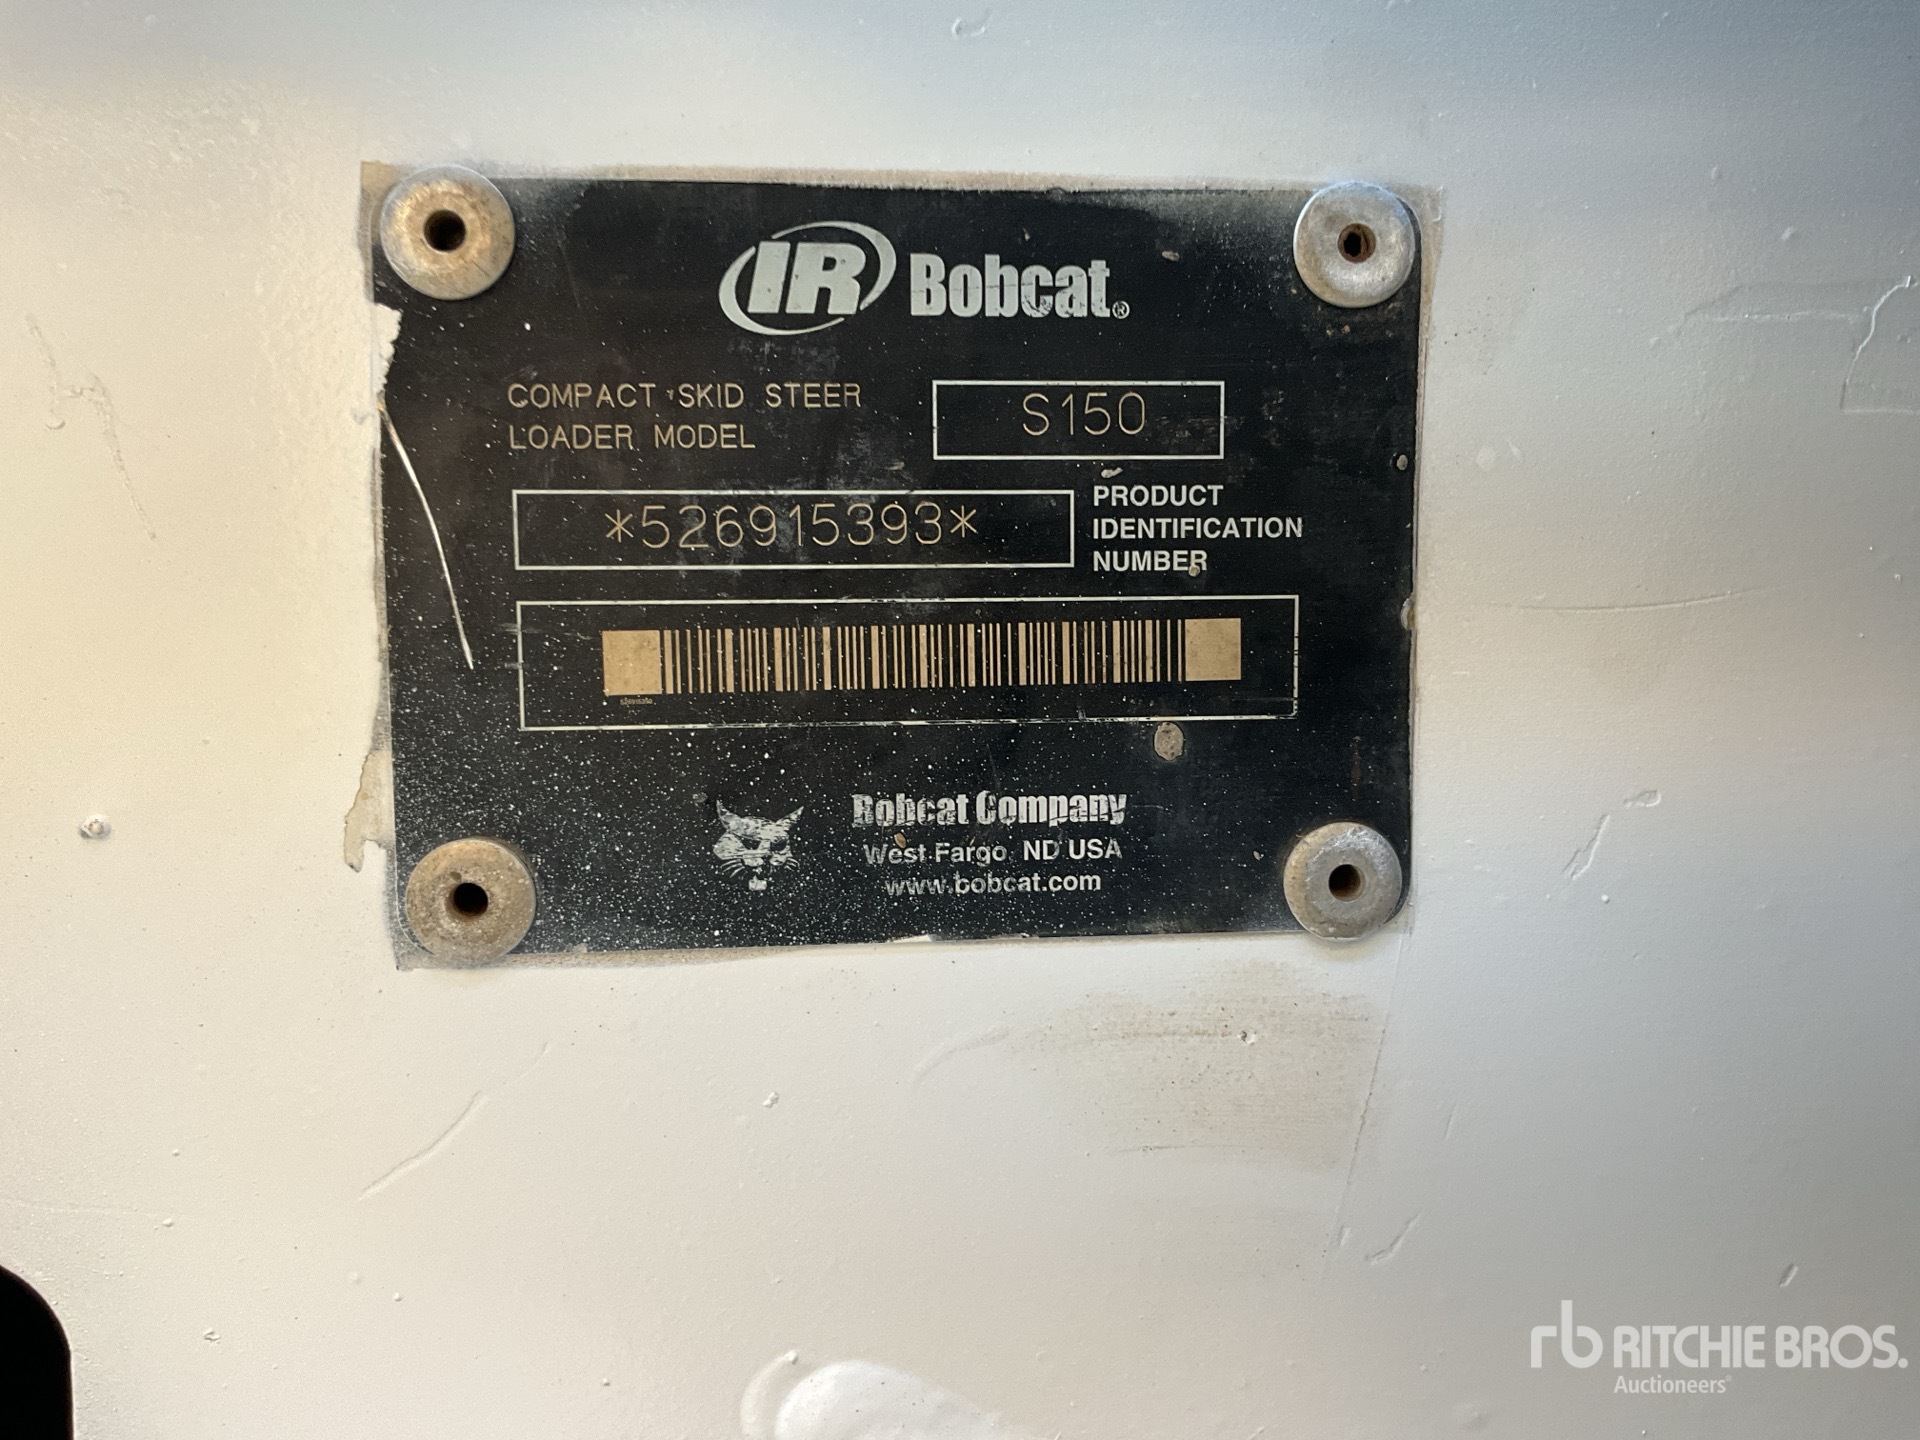 IR Bobcat®
COMPACT SKID STEER
LOADER MODEL
S150
*526915393*
PRODUCT
IDENTIFICATION
NUMBER
Bobcat Company
West Fargo, ND USA
www.bobcat.com
rb RITCHIE BROS.
Auctioneers